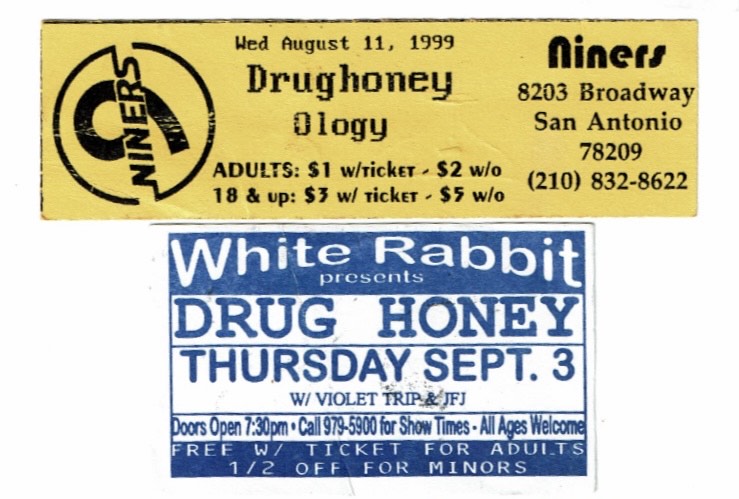 9 NINERS
Wed August 11, 1999
Drughoney
Ology
ADULTS: $1 w/TICKET - $2 w/o
18 & up: $3 w/ TICKET - $5 w/o
Niners
8203 Broadway
San Antonio
78209
(210) 832-8622
White Rabbit
presents
DRUG HONEY
THURSDAY SEPT. 3
W/ VIOLET TRIP & JFJ
Doors Open 7:30pm • Call 979-5900 for Show Times - All Ages Welcome
FREE W/ TICKET FOR ADULTS
1/2 OFF FOR MINORS